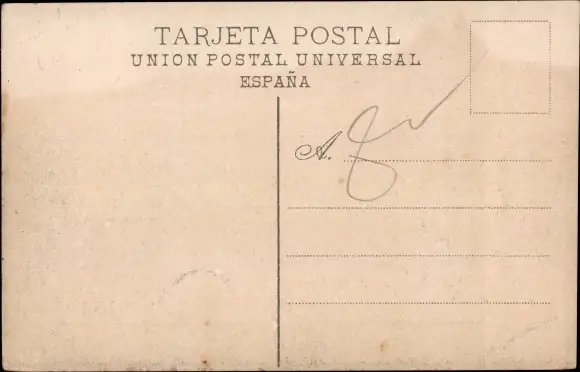 TARJETA POSTAL
UNION POSTAL UNIVERSAL
ESPAÑA
A.